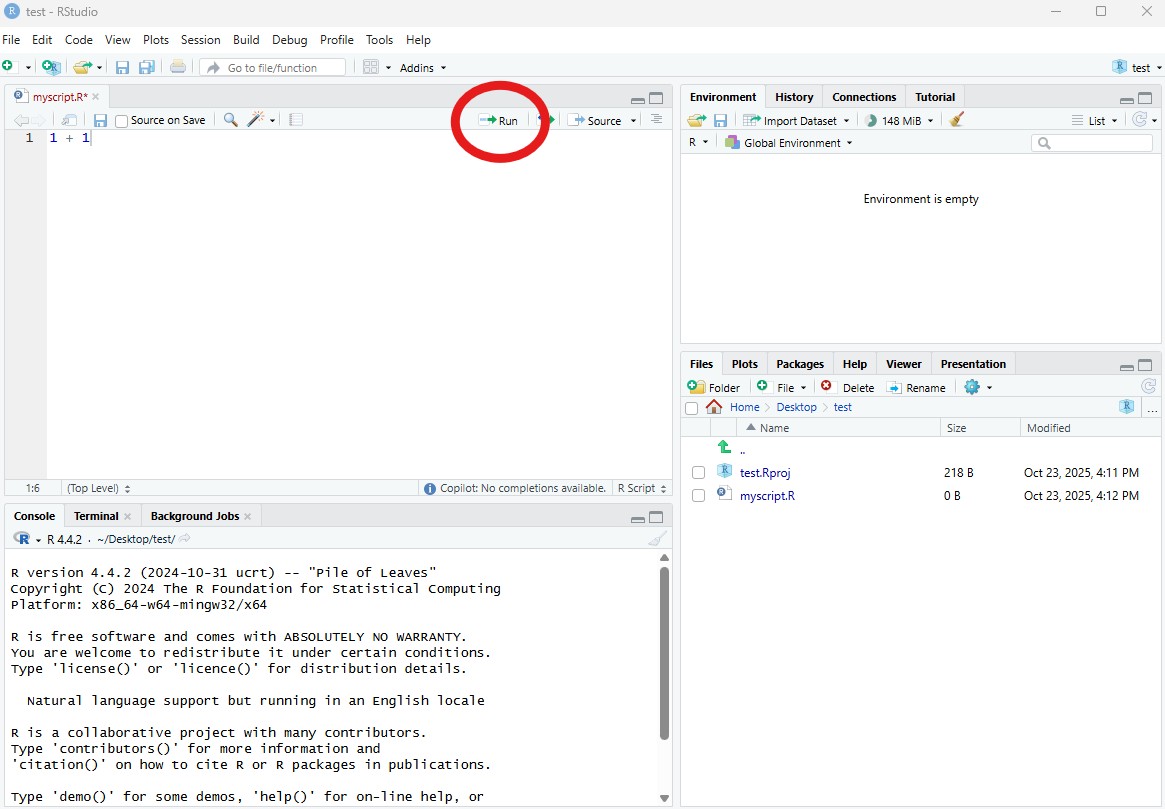 test - RStudio
File Edit Code View Plots Session Build Debug Profile Tools Help
Go to file/function Addins test
myscript.R*
Source on Save Run Source
1 1 + 1
1:6 (Top Level) Copilot: No completions available. R Script
Console Terminal Background Jobs
R 4.4.2 · ~/Desktop/test/
R version 4.4.2 (2024-10-31 ucrt) -- "Pile of Leaves"
Copyright (C) 2024 The R Foundation for Statistical Computing
Platform: x86_64-w64-mingw32/x64
R is free software and comes with ABSOLUTELY NO WARRANTY.
You are welcome to redistribute it under certain conditions.
Type 'license()' or 'licence()' for distribution details.
Natural language support but running in an English locale
R is a collaborative project with many contributors.
Type 'contributors()' for more information and
'citation()' on how to cite R or R packages in publications.
Type 'demo()' for some demos, 'help()' for on-line help, or
Environment History Connections Tutorial
Import Dataset 148 MiB List
R Global Environment
Environment is empty
Files Plots Packages Help Viewer Presentation
Folder File Delete Rename
Home Desktop test ...
Name Size Modified
..
test.Rproj 218 B Oct 23, 2025, 4:11 PM
myscript.R 0 B Oct 23, 2025, 4:12 PM